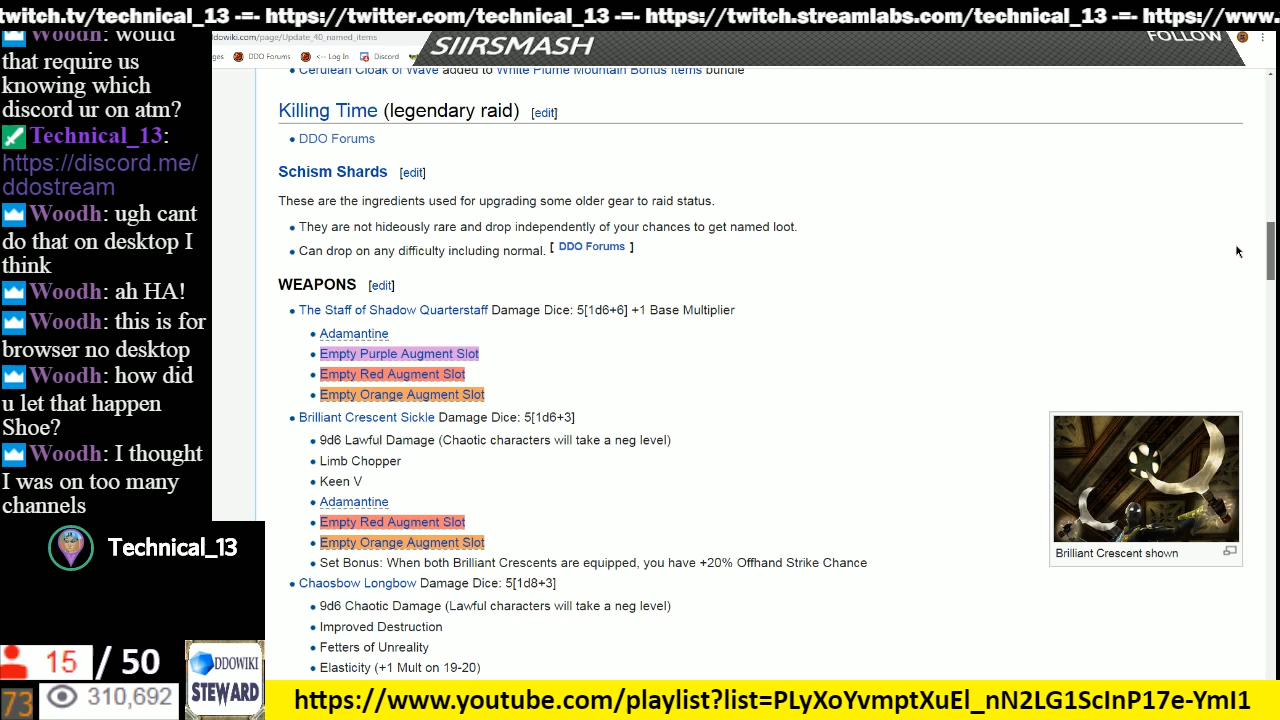 twitch.tv/technical_13 -=- https://twitter.com/technical_13 -=- https://twitch.streamlabs.com/technical_13 -=- https://www.
Woodh: would
that require us
knowing which
discord ur on atm?
Technical_13:
https://discord.me/
ddostream
Woodh: ugh cant
do that on desktop I
think
Woodh: ah HA!
Woodh: this is for
browser no desktop
Woodh: how did
u let that happen
Shoe?
Woodh: I thought
I was on too many
channels
Technical_13
15 / 50
73 310,692
DDOWIKI
STEWARD
ddowiki.com/page/Update_40_named_items
ges DDO Forums <-- Log In Discord
SIIRSMASH
FOLLOW
Cerulean Cloak of Wave added to White Plume Mountain Bonus Items bundle
Killing Time (legendary raid) [edit]
DDO Forums
Schism Shards [edit]
These are the ingredients used for upgrading some older gear to raid status.
They are not hideously rare and drop independently of your chances to get named loot.
Can drop on any difficulty including normal. [ DDO Forums ]
WEAPONS [edit]
The Staff of Shadow Quarterstaff Damage Dice: 5[1d6+6] +1 Base Multiplier
Adamantine
Empty Purple Augment Slot
Empty Red Augment Slot
Empty Orange Augment Slot
Brilliant Crescent Sickle Damage Dice: 5[1d6+3]
9d6 Lawful Damage (Chaotic characters will take a neg level)
Limb Chopper
Keen V
Adamantine
Empty Red Augment Slot
Empty Orange Augment Slot
Set Bonus: When both Brilliant Crescents are equipped, you have +20% Offhand Strike Chance
Brilliant Crescent shown
Chaosbow Longbow Damage Dice: 5[1d8+3]
9d6 Chaotic Damage (Lawful characters will take a neg level)
Improved Destruction
Fetters of Unreality
Elasticity (+1 Mult on 19-20)
https://www.youtube.com/playlist?list=PLyXoYvmptXuEl_nN2LG1ScInP17e-YmI1